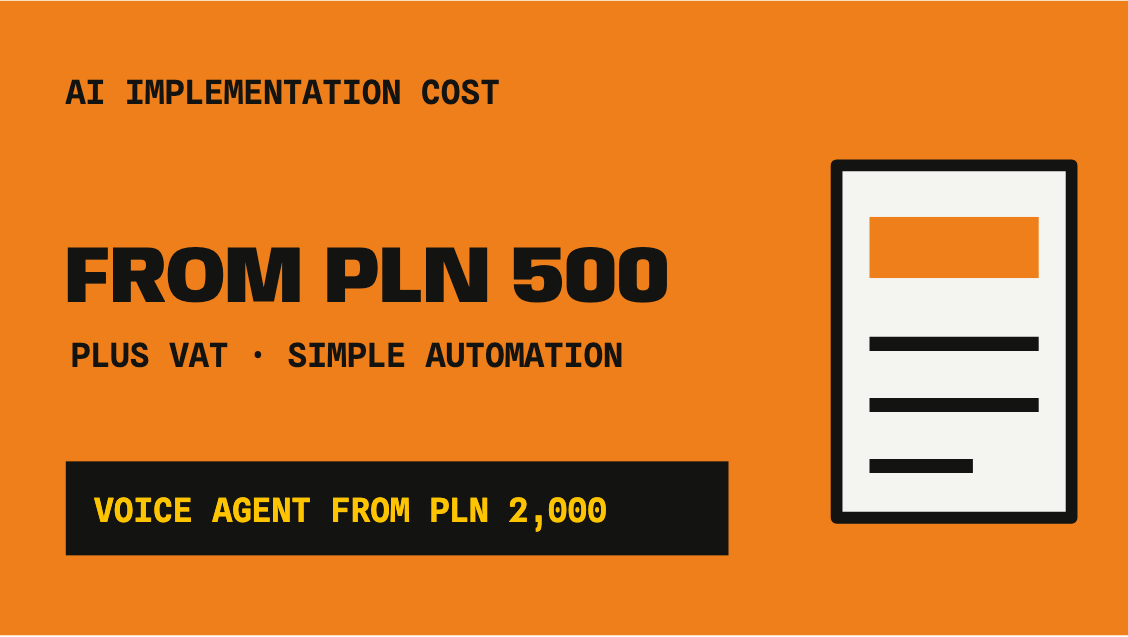 AI IMPLEMENTATION COST
FROM PLN 500
PLUS VAT · SIMPLE AUTOMATION
VOICE AGENT FROM PLN 2,000